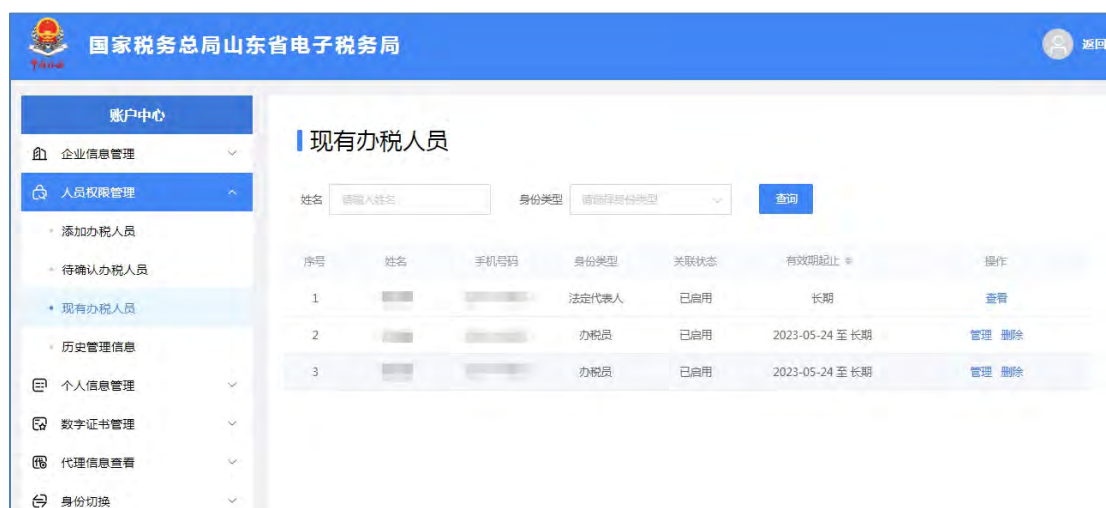 国家税务总局山东省电子税务局
返回
账户中心
企业信息管理
人员权限管理
添加办税人员
待确认办税人员
现有办税人员
历史管理信息
个人信息管理
数字证书管理
代理信息查看
身份切换
现有办税人员
姓名 请输入姓名 身份类型 请选择身份类型 查询
序号 姓名 手机号码 身份类型 关联状态 有效期起止 操作
1 法定代表人 已启用 长期 查看
2 办税员 已启用 2023-05-24 至 长期 管理 删除
3 办税员 已启用 2023-05-24 至 长期 管理 删除